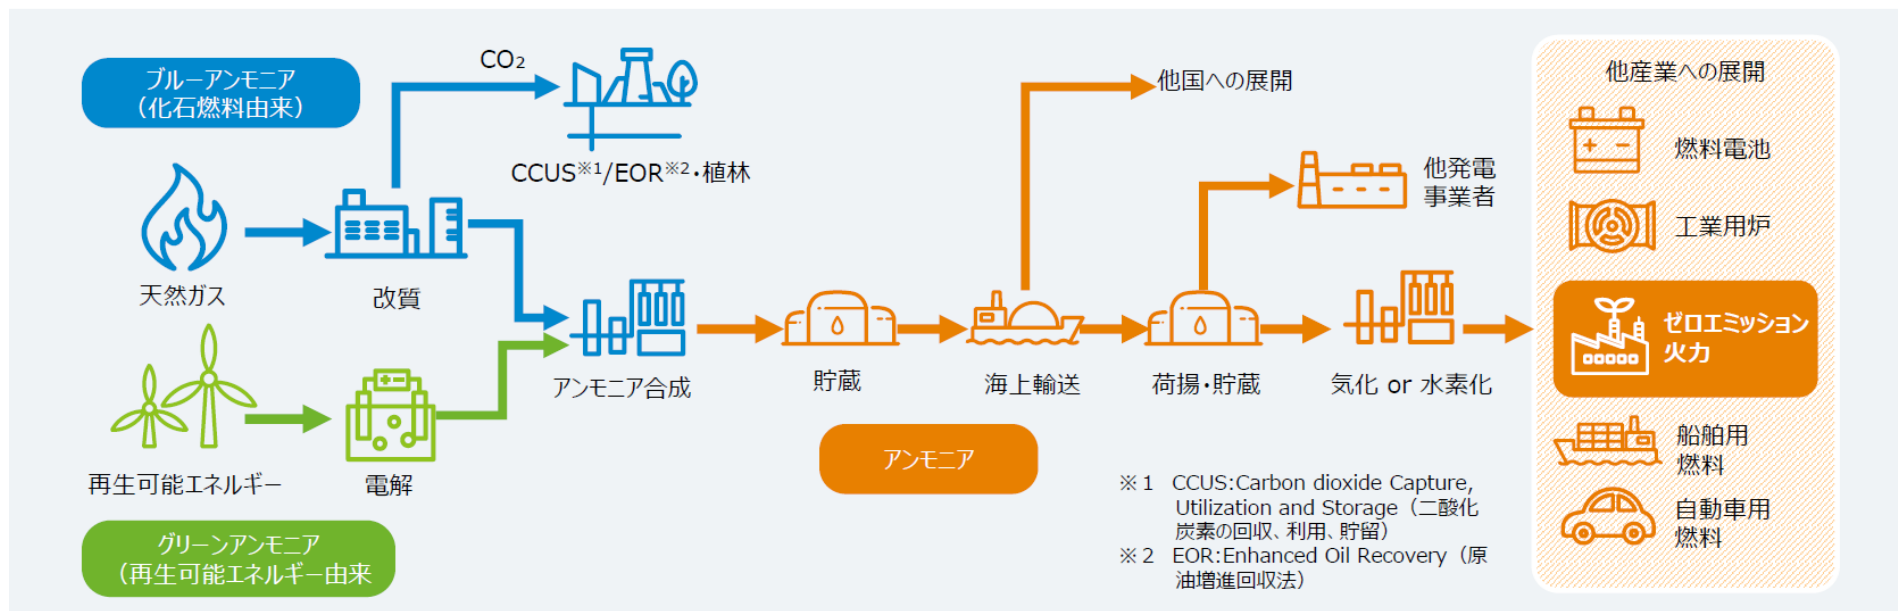 ブルーアンモニア
（化石燃料由来）
CO₂
CCUS※1/EOR※2・植林
天然ガス
改質
再生可能エネルギー
電解
グリーンアンモニア
（再生可能エネルギー由来
アンモニア合成
貯蔵
海上輸送
荷揚・貯蔵
気化 or 水素化
アンモニア
他国への展開
他発電
事業者
他産業への展開
燃料電池
工業用炉
ゼロエミッション
火力
船舶用
燃料
自動車用
燃料
※1 CCUS:Carbon dioxide Capture,
Utilization and Storage（二酸化
炭素の回収、利用、貯留）
※2 EOR:Enhanced Oil Recovery（原
油増進回収法）